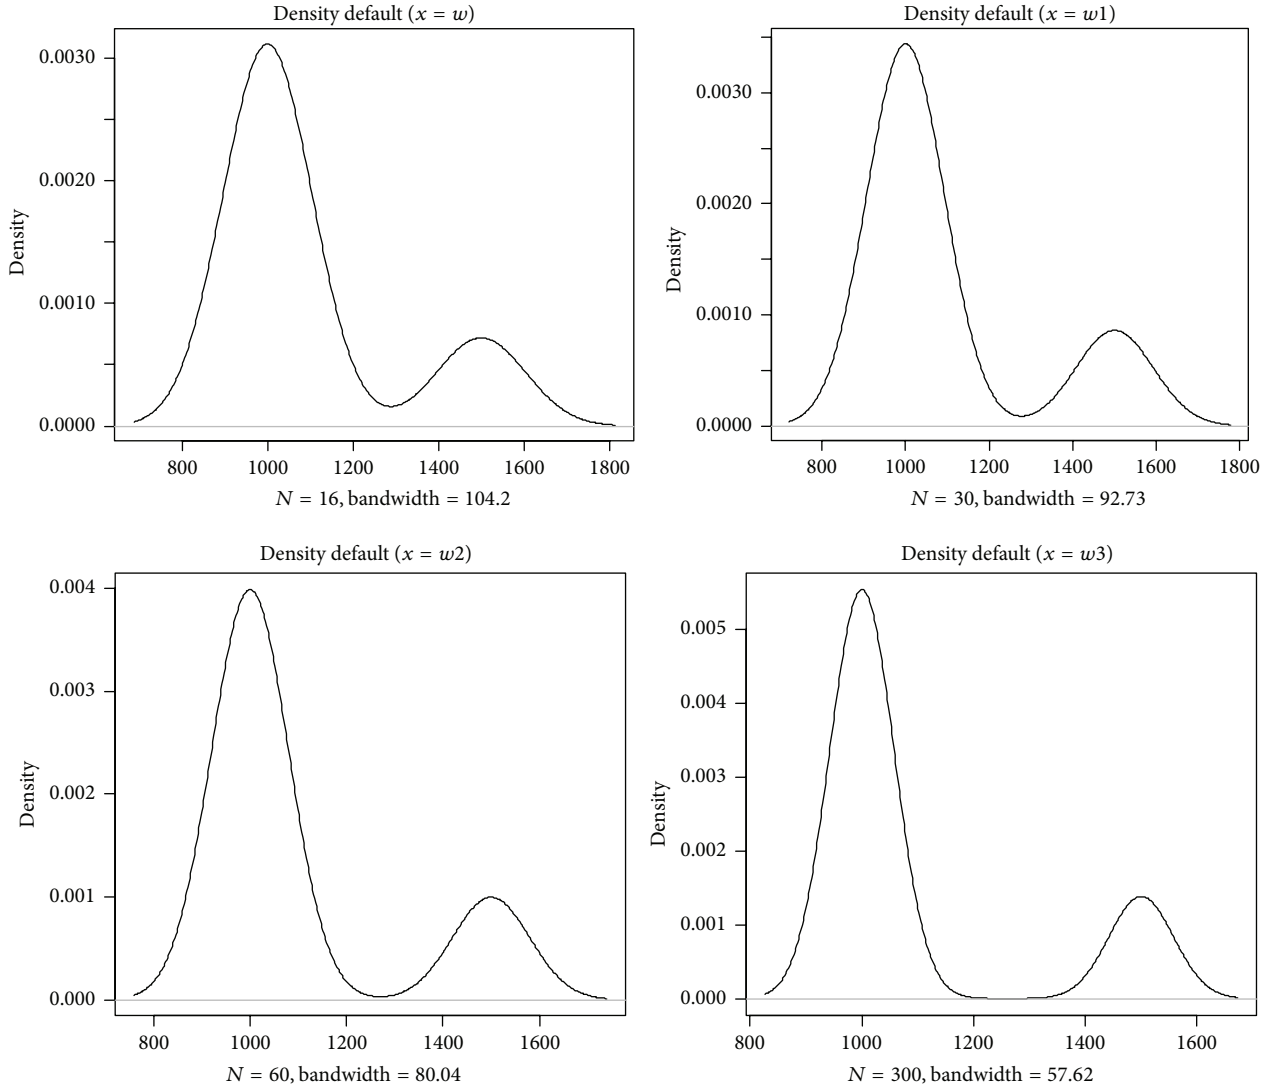 Density default (x = w)
Density
0.0030
0.0020
0.0010
0.0000
800 1000 1200 1400 1600 1800
N = 16, bandwidth = 104.2
Density default (x = w1)
Density
0.0030
0.0020
0.0010
0.0000
800 1000 1200 1400 1600 1800
N = 30, bandwidth = 92.73
Density default (x = w2)
Density
0.004
0.003
0.002
0.001
0.000
800 1000 1200 1400 1600
N = 60, bandwidth = 80.04
Density default (x = w3)
Density
0.005
0.004
0.003
0.002
0.001
0.000
800 1000 1200 1400 1600
N = 300, bandwidth = 57.62